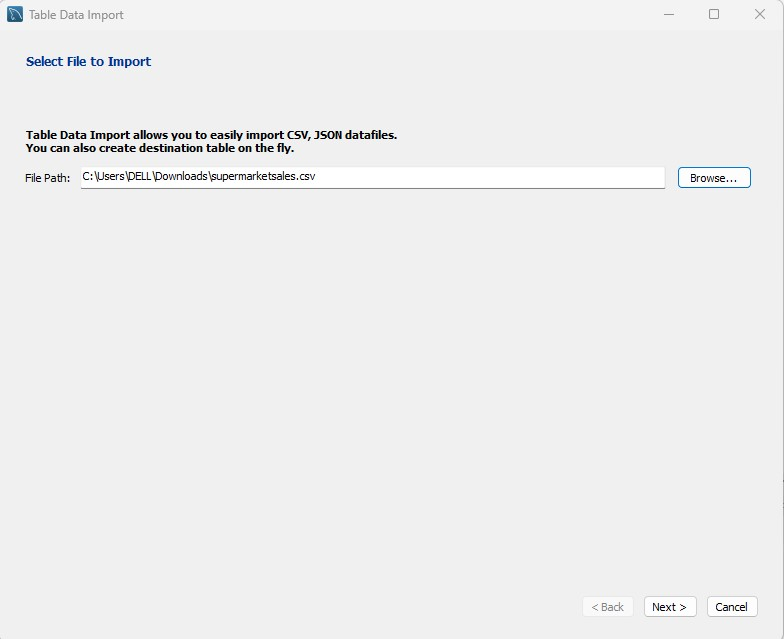 Table Data Import
Select File to Import
Table Data Import allows you to easily import CSV, JSON datafiles.
You can also create destination table on the fly.
File Path: C:\Users\DELL\Downloads\supermarketsales.csv Browse...
< Back Next > Cancel